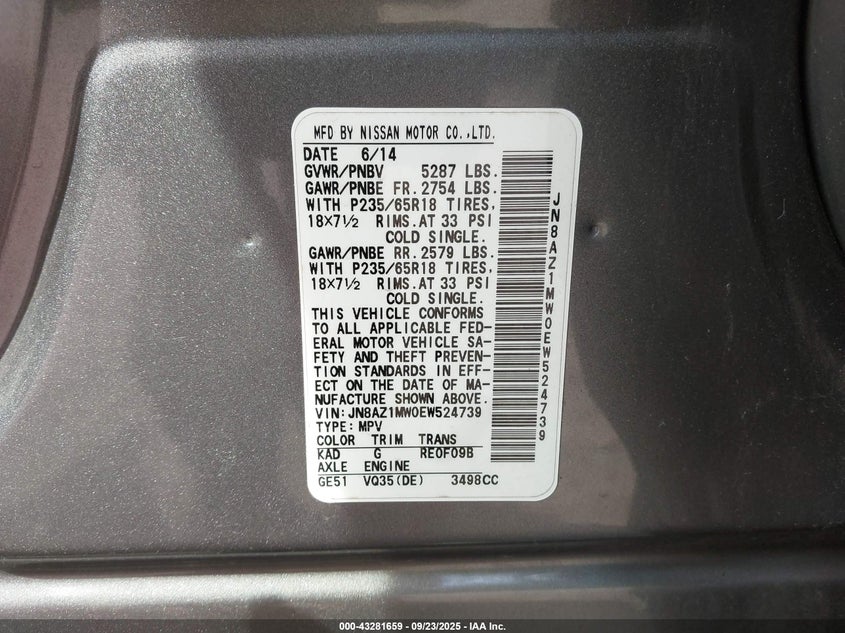 MFD BY NISSAN MOTOR CO.,LTD.
DATE 6/14
GVWR/PNBV 5287 LBS.
GAWR/PNBE FR. 2754 LBS.
WITH P235/65R18 TIRES,
18×7½ RIMS.AT 33 PSI
COLD SINGLE.
GAWR/PNBE RR. 2579 LBS.
WITH P235/65R18 TIRES,
18×7½ RIMS.AT 33 PSI
COLD SINGLE.
THIS VEHICLE CONFORMS
TO ALL APPLICABLE FED-
ERAL MOTOR VEHICLE SA-
FETY AND THEFT PREVEN-
TION STANDARDS IN EFF-
ECT ON THE DATE OF MA-
NUFACTURE SHOWN ABOVE.
VIN:JN8AZ1MW0EW524739
TYPE:MPV
COLOR TRIM TRANS
KAD G RE0F09B
AXLE ENGINE
GE51 VQ35(DE) 3498CC
JN8AZ1MW0EW524739
000-43281659 - 09/23/2025 - IAA Inc.